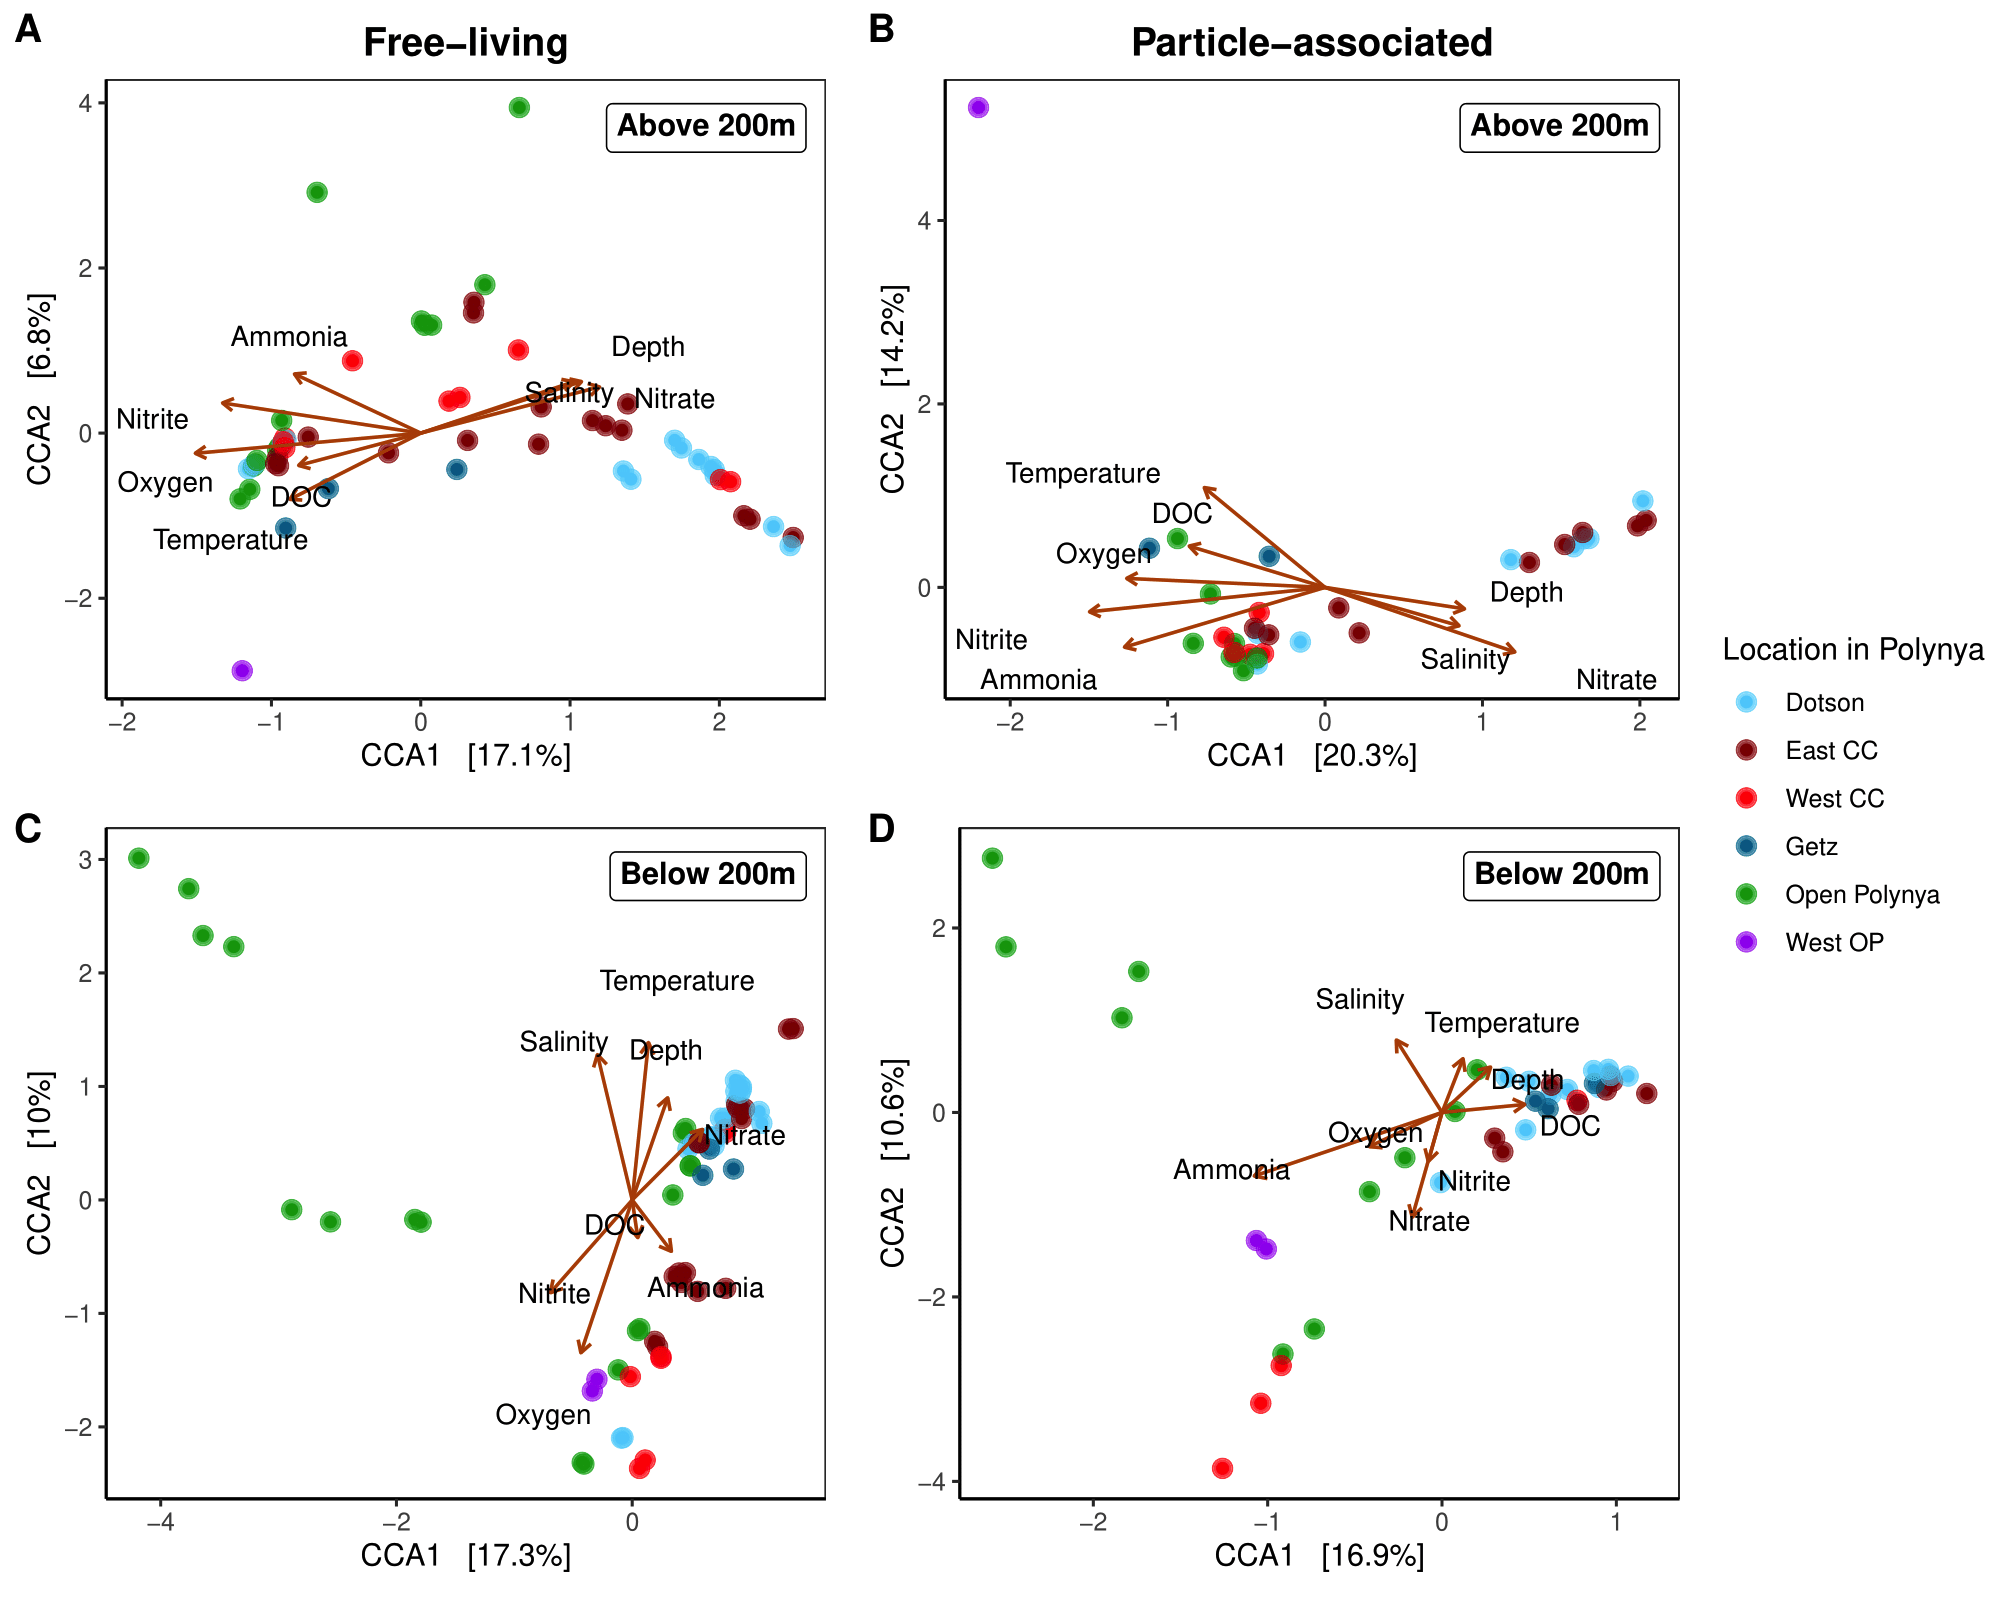 A
Free−living
Above 200m
4
2
0
−2
CCA2 [6.8%]
Ammonia
Nitrite
Oxygen
DOC
Temperature
Depth
Salinity
Nitrate
−2
−1
0
1
2
CCA1 [17.1%]
B
Particle−associated
Above 200m
4
2
0
CCA2 [14.2%]
Temperature
DOC
Oxygen
Nitrite
Ammonia
Depth
Salinity
Nitrate
−2
−1
0
1
2
CCA1 [20.3%]
C
Below 200m
3
2
1
0
−1
−2
CCA2 [10%]
Temperature
Salinity
Depth
Nitrate
DOC
Nitrite
Ammonia
Oxygen
−4
−2
0
CCA1 [17.3%]
D
Below 200m
2
0
−2
−4
CCA2 [10.6%]
Salinity
Temperature
Depth
DOC
Oxygen
Ammonia
Nitrite
Nitrate
−2
−1
0
1
CCA1 [16.9%]
Location in Polynya
Dotson
East CC
West CC
Getz
Open Polynya
West OP